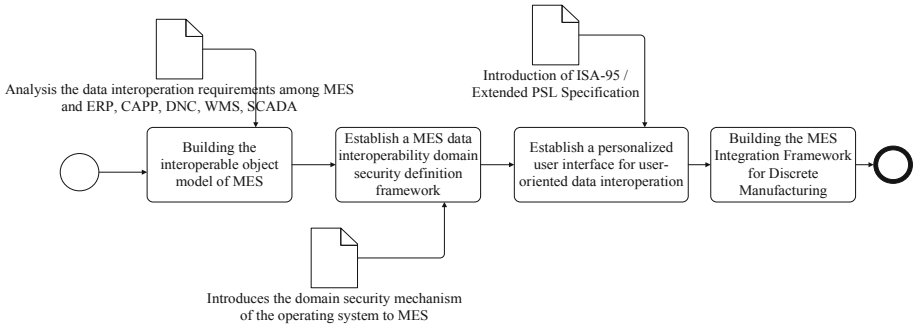 Analysis the data interoperation requirements among MES
and ERP, CAPP, DNC, WMS, SCADA
Introduction of ISA-95 /
Extended PSL Specification
Building the
interoperable object
model of MES
Establish a MES data
interoperability domain
security definition
framework
Establish a personalized
user interface for user-
oriented data interoperation
Building the MES
Integration Framework
for Discrete
Manufacturing
Introduces the domain security mechanism
of the operating system to MES